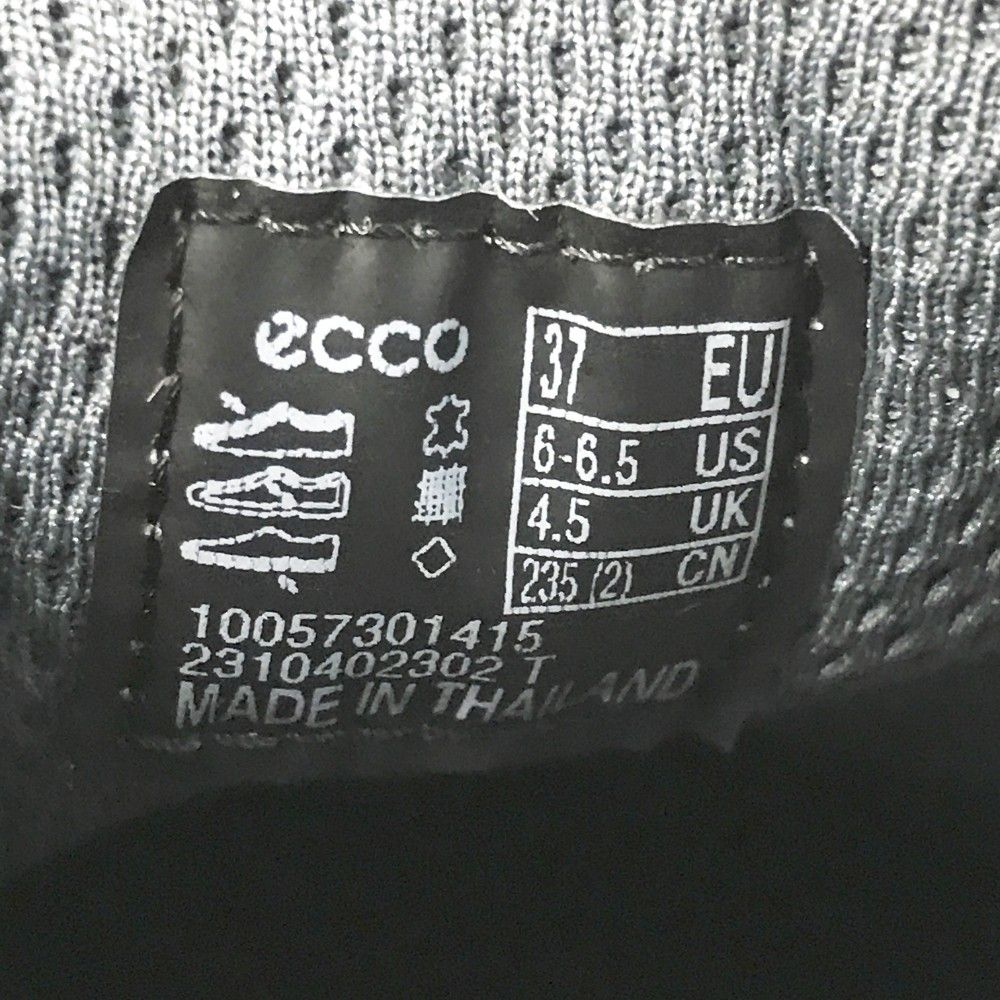 ecco
37 EU
6-6.5 US
4.5 UK
235 (2) CN
10057301415
2310402302 T
MADE IN THAILAND